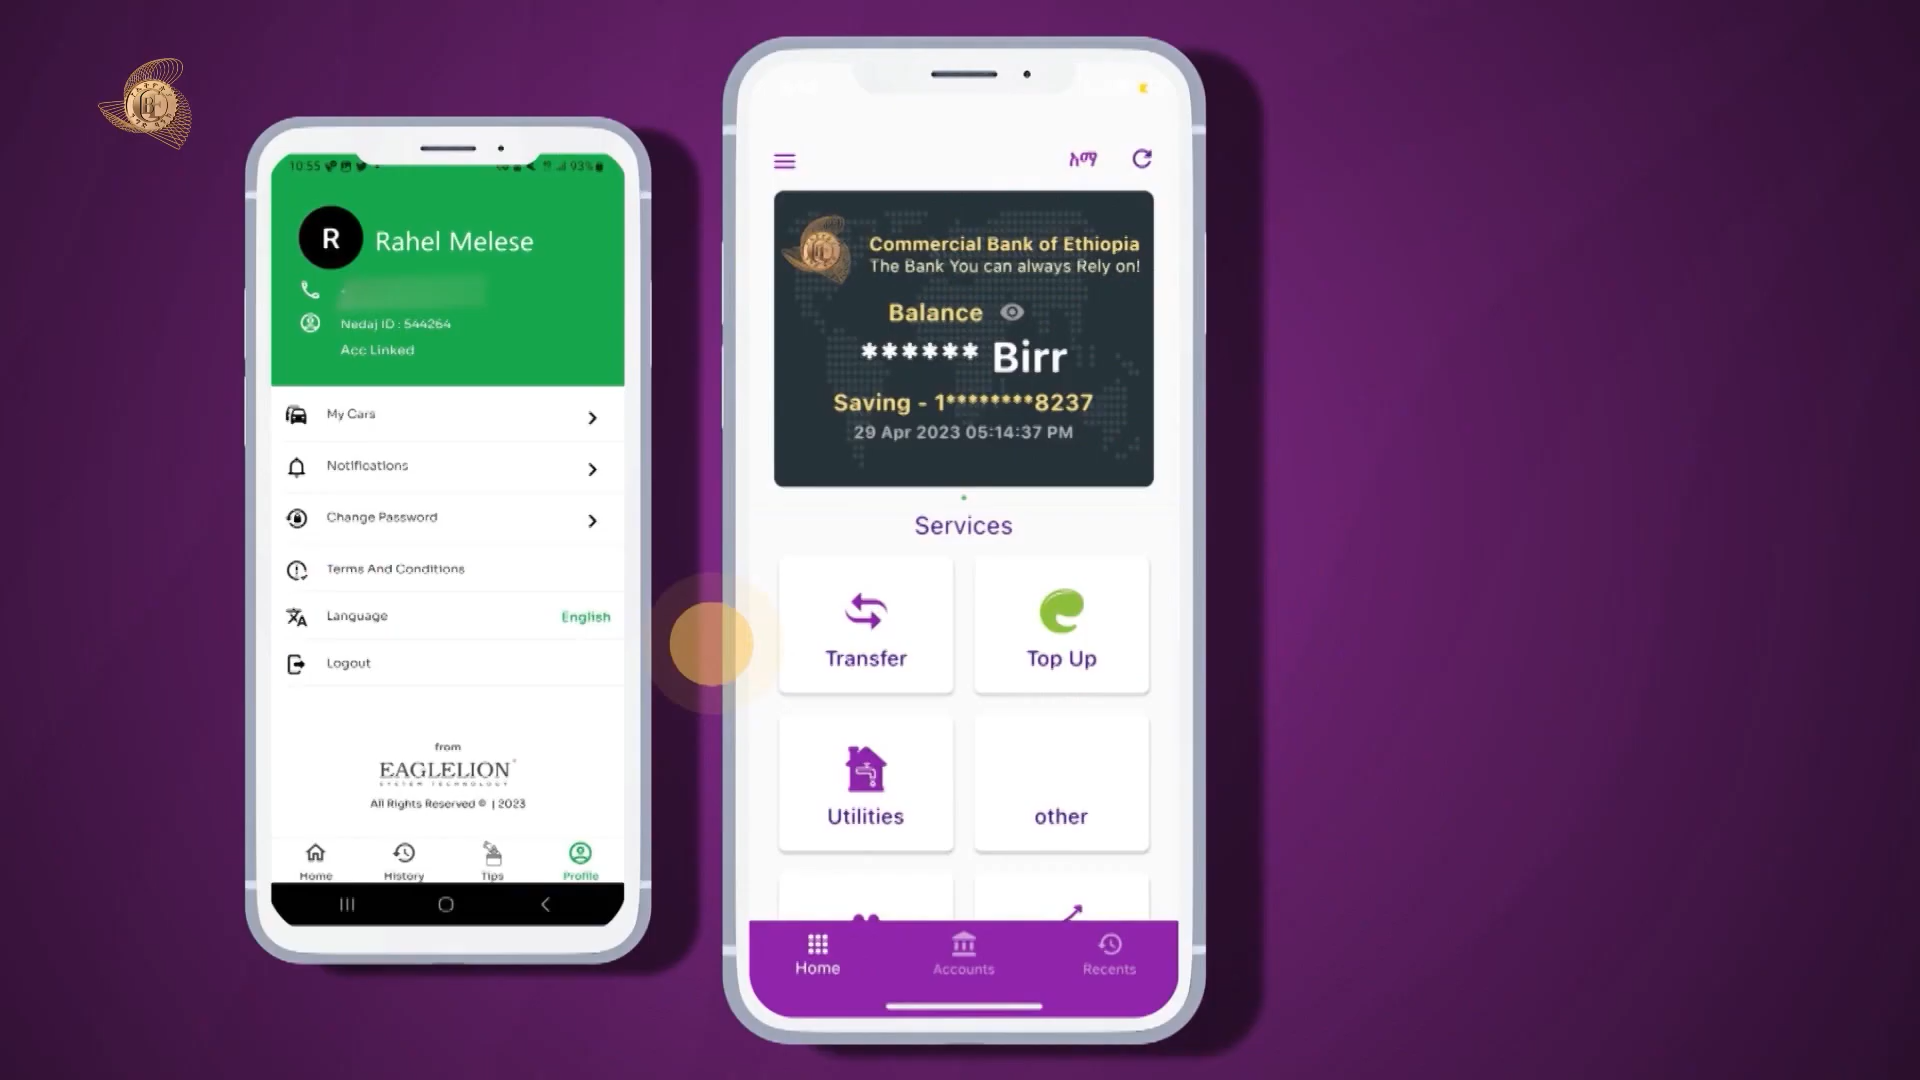 10:55
93%
R
Rahel Melese
Nedaj ID : 544264
Acc Linked
My Cars
Notifications
Change Password
Terms And Conditions
Language
English
Logout
from
EAGLELION
SYSTEM TECHNOLOGY
All Rights Reserved © | 2023
Home
History
Tips
Profile
አማ
Commercial Bank of Ethiopia
The Bank You can always Rely on!
Balance
****** Birr
Saving - 1********8237
29 Apr 2023 05:14:37 PM
Services
Transfer
Top Up
Utilities
other
Home
Accounts
Recents